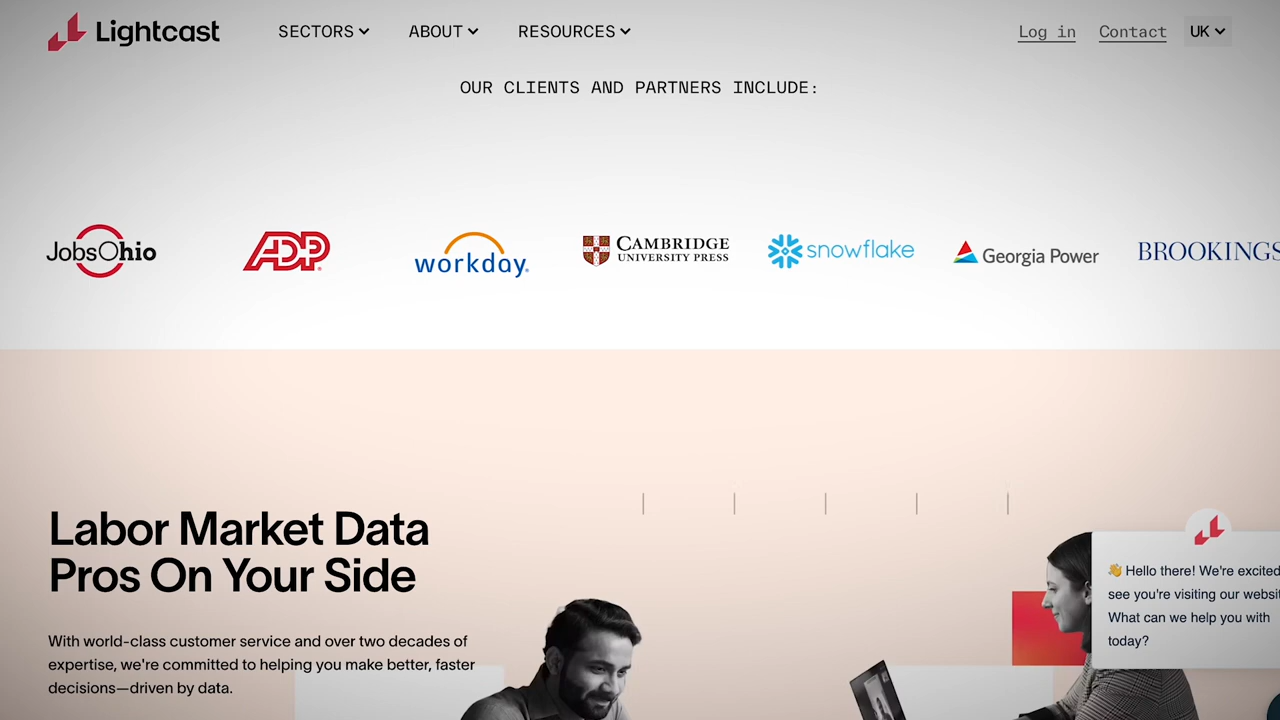 Lightcast
SECTORS ABOUT RESOURCES
Log in Contact UK
OUR CLIENTS AND PARTNERS INCLUDE:
JobsOhio
ADP
workday.
CAMBRIDGE
UNIVERSITY PRESS
snowflake
Georgia Power
BROOKINGS
Labor Market Data
Pros On Your Side
With world-class customer service and over two decades of
expertise, we're committed to helping you make better, faster
decisions—driven by data.
👋 Hello there! We're excited
see you're visiting our websit
What can we help you with
today?